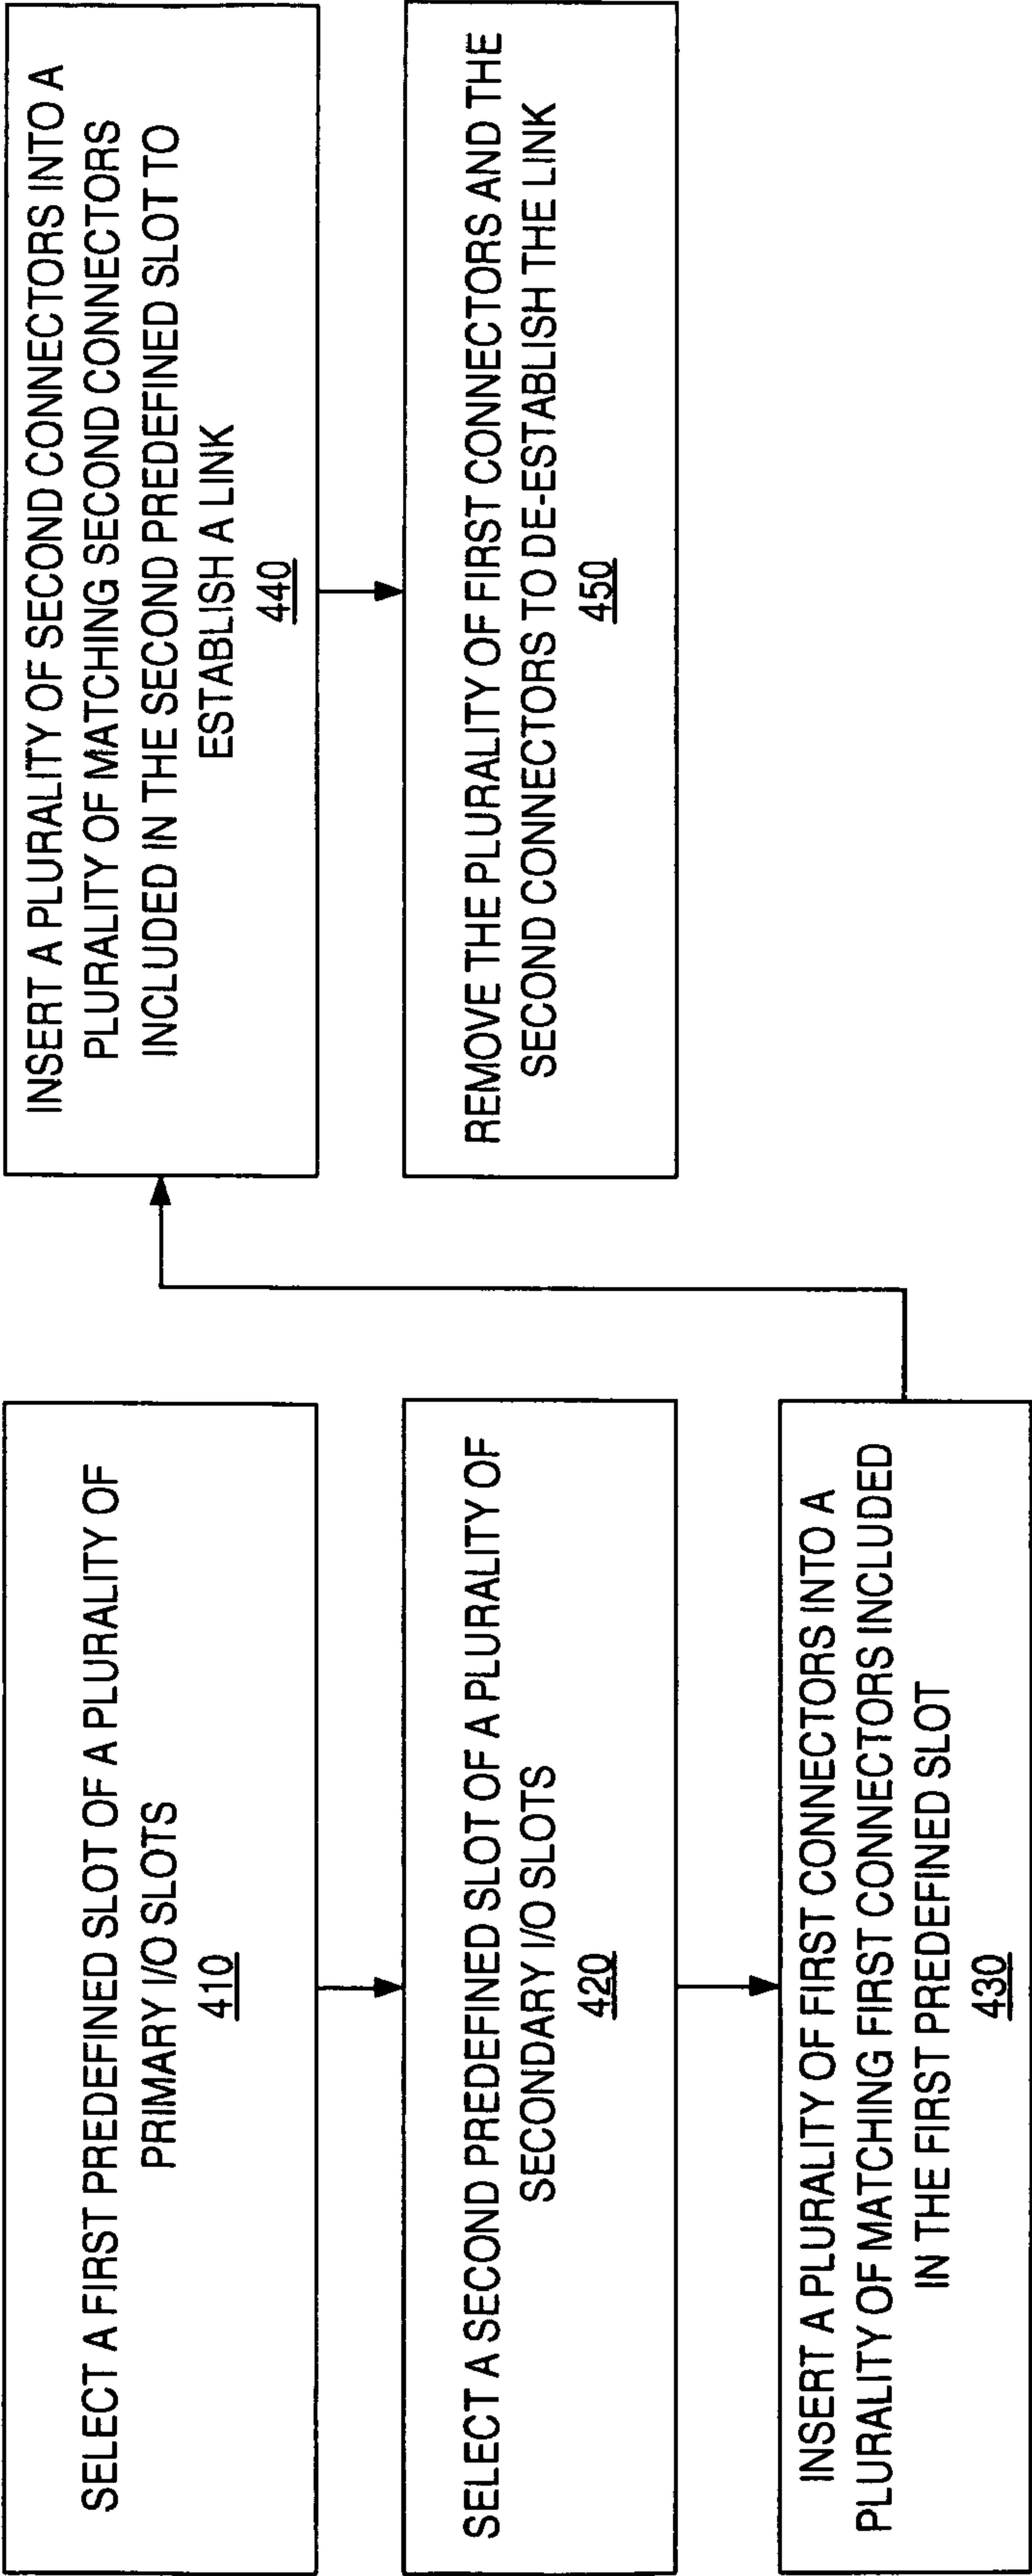 SELECT A FIRST PREDEFINED SLOT OF A PLURALITY OF
PRIMARY I/O SLOTS
410
SELECT A SECOND PREDEFINED SLOT OF A PLURALITY OF
SECONDARY I/O SLOTS
420
INSERT A PLURALITY OF FIRST CONNECTORS INTO A
PLURALITY OF MATCHING FIRST CONNECTORS INCLUDED
IN THE FIRST PREDEFINED SLOT
430
INSERT A PLURALITY OF SECOND CONNECTORS INTO A
PLURALITY OF MATCHING SECOND CONNECTORS
INCLUDED IN THE SECOND PREDEFINED SLOT TO
ESTABLISH A LINK
440
REMOVE THE PLURALITY OF FIRST CONNECTORS AND THE
SECOND CONNECTORS TO DE-ESTABLISH THE LINK
450